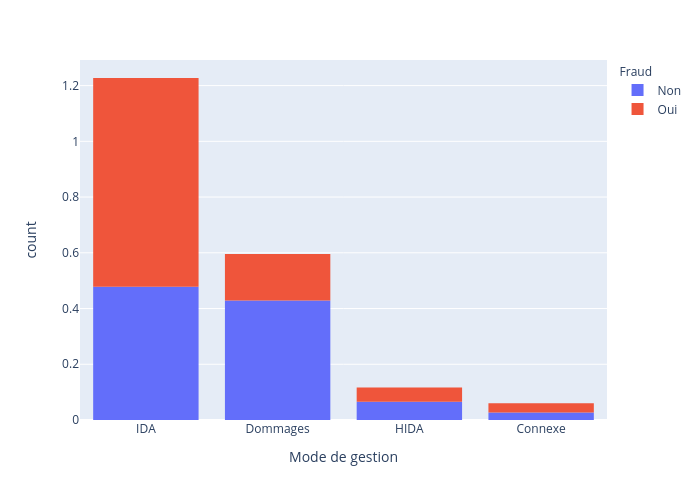 Fraud
Non
Oui
1.2
1
0.8
0.6
0.4
0.2
0
count
IDA Dommages HIDA Connexe
Mode de gestion